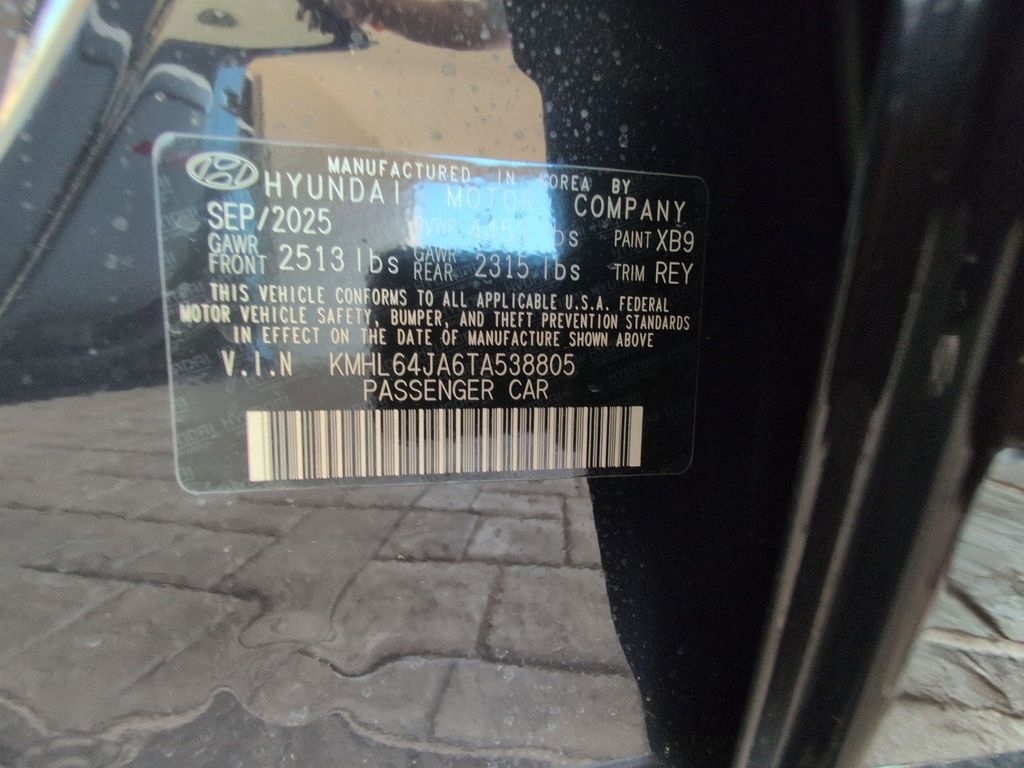 MANUFACTURED IN KOREA BY
HYUNDAI MOTOR COMPANY
SEP/2025 GVWR lbs PAINT XB9
GAWR FRONT 2513 lbs GAWR REAR 2315 lbs TRIM REY
THIS VEHICLE CONFORMS TO ALL APPLICABLE U.S.A. FEDERAL
MOTOR VEHICLE SAFETY, BUMPER, AND THEFT PREVENTION STANDARDS
IN EFFECT ON THE DATE OF MANUFACTURE SHOWN ABOVE
V.I.N KMHL64JA6TA538805
PASSENGER CAR